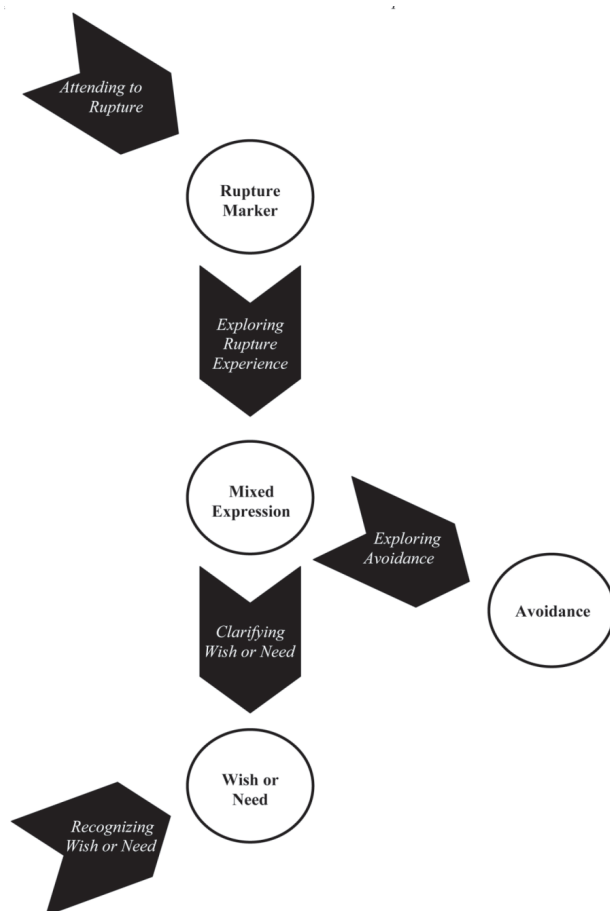 Attending to
Rupture
Rupture
Marker
Exploring
Rupture
Experience
Mixed
Expression
Exploring
Avoidance
Avoidance
Clarifying
Wish or Need
Wish or
Need
Recognizing
Wish or Need